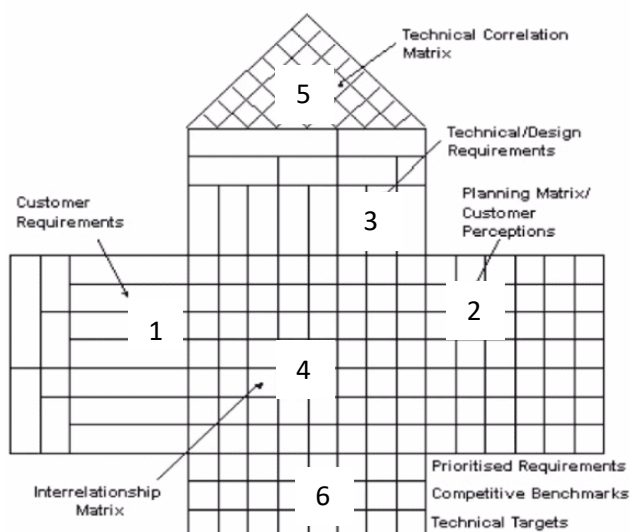 Technical Correlation
Matrix
5
Technical/Design
Requirements
Customer
Requirements
3
Planning Matrix/
Customer
Perceptions
1
2
4
Interrelationship
Matrix
6
Prioritised Requirements
Competitive Benchmarks
Technical Targets